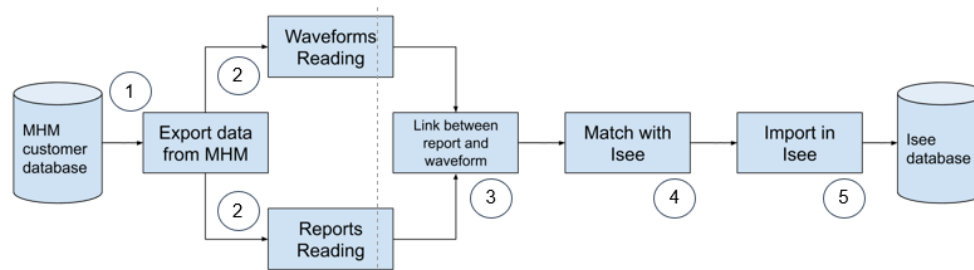 MHM
customer
database
1
Export data
from MHM
2
Waveforms
Reading
2
Reports
Reading
Link between
report and
waveform
3
Match with
Isee
4
Import in
Isee
5
Isee
database